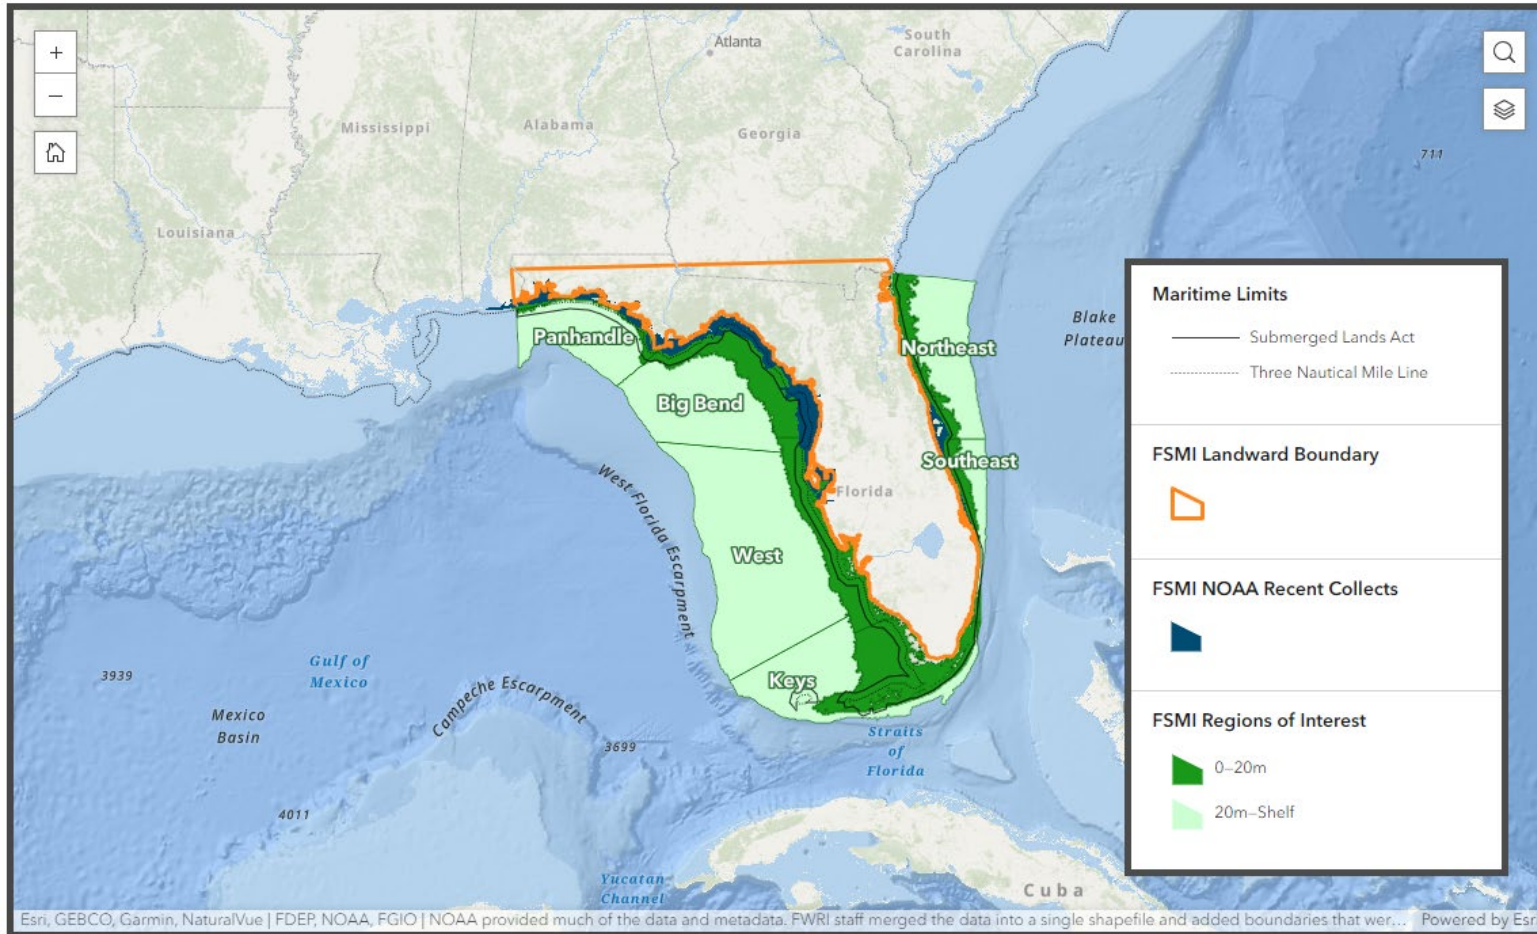 +
−
Atlanta
South
Carolina
Mississippi
Alabama
Georgia
711
Louisiana
Blake
Plateau
Panhandle
Northeast
Big Bend
Southeast
Florida
West Florida Escarpment
West
Keys
Gulf of
Mexico
3939
Campeche Escarpment
Mexico
Basin
3699
Straits
of
Florida
4011
Yucatan
Channel
Cuba
Maritime Limits
Submerged Lands Act
Three Nautical Mile Line
FSMI Landward Boundary
FSMI NOAA Recent Collects
FSMI Regions of Interest
0–20m
20m–Shelf
Esri, GEBCO, Garmin, NaturalVue | FDEP, NOAA, FGIO | NOAA provided much of the data and metadata. FWRI staff merged the data into a single shapefile and added boundaries that wer... Powered by Esr